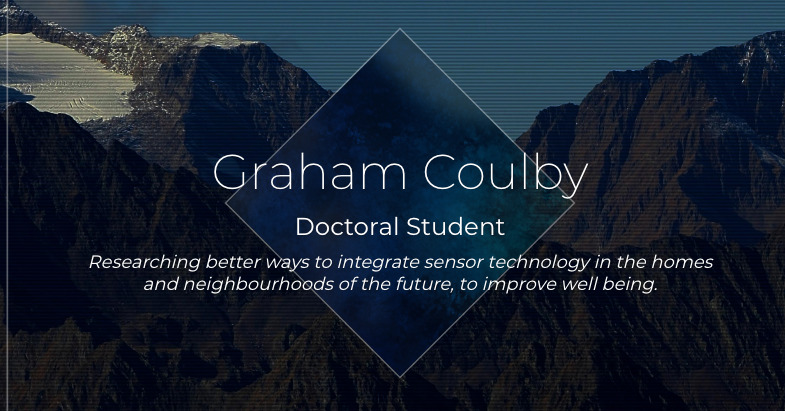 Graham Coulby
Doctoral Student
Researching better ways to integrate sensor technology in the homes
and neighbourhoods of the future, to improve well being.